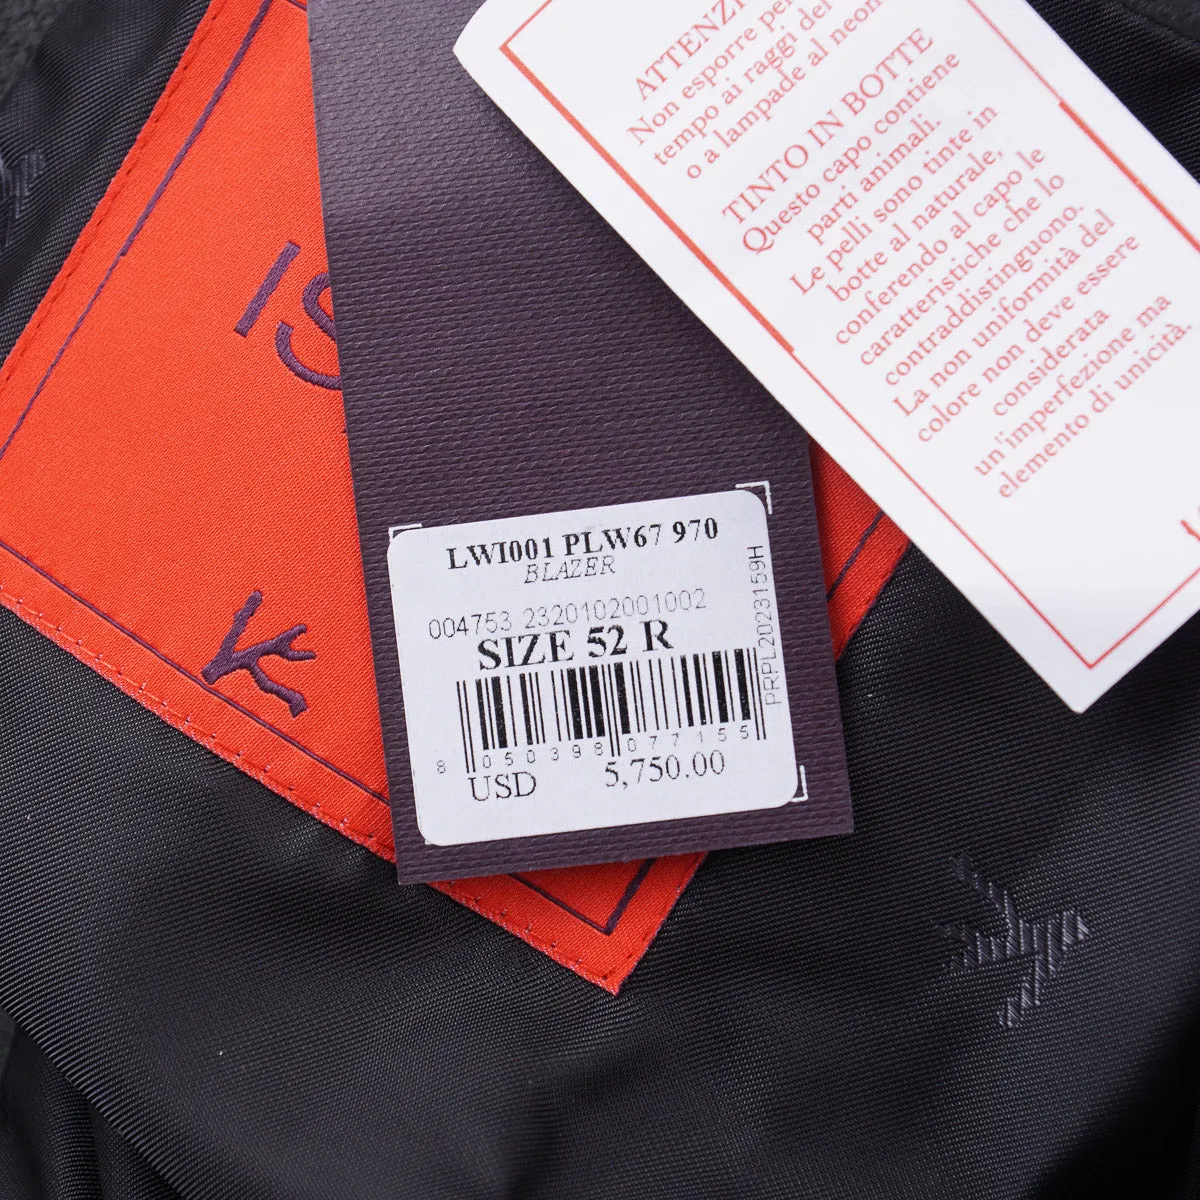 ATTENZI
Non esporre pe
tempo ai raggi del
o a lampade al neon
TINTO IN BOTTE
Questo capo contiene
parti animali.
Le pelli sono tinte in
botte al naturale,
conferendo al capo le
caratteristiche che lo
contraddistinguono.
La non uniformità del
colore non deve essere
considerata
un'imperfezione ma
elemento di unicità.
IS
LWI001 PLW67 970
BLAZER
004753 2320102001002
SIZE 52 R
8 050398 077155
USD 5,750.00
PRPL2023159H